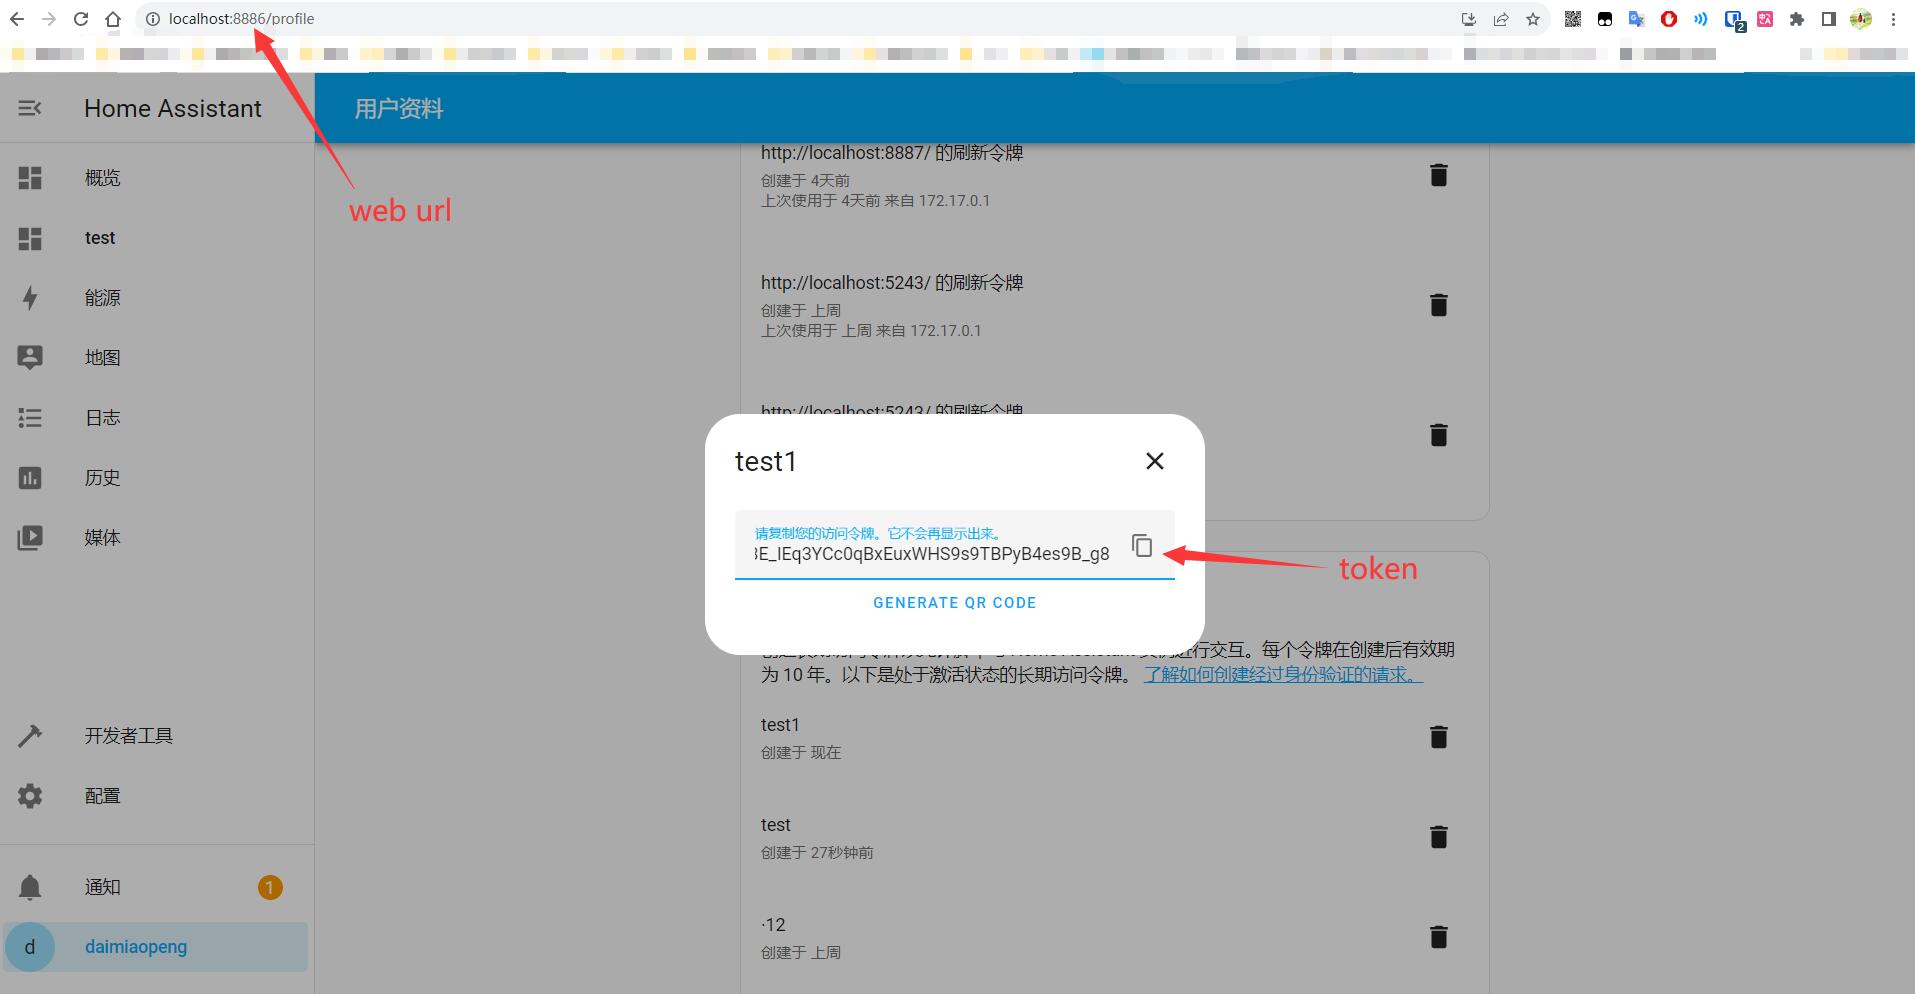 localhost:8886/profile
2
Home Assistant
用户资料
web url
概览
test
能源
地图
日志
历史
媒体
开发者工具
配置
通知
1
d
daimiaopeng
http://localhost:8887/ 的刷新令牌
创建于 4天前
上次使用于 4天前 来自 172.17.0.1
http://localhost:5243/ 的刷新令牌
创建于 上周
上次使用于 上周 来自 172.17.0.1
http://localhost:5243/ 的刷新令牌
test1
请复制您的访问令牌。它不会再显示出来。
3E_lEq3YCc0qBxEuxWHS9s9TBPyB4es9B_g8
token
GENERATE QR CODE
进行交互。每个令牌在创建后有效期
为 10 年。以下是处于激活状态的长期访问令牌。 了解如何创建经过身份验证的请求。
test1
创建于 现在
test
创建于 27秒钟前
·12
创建于 上周